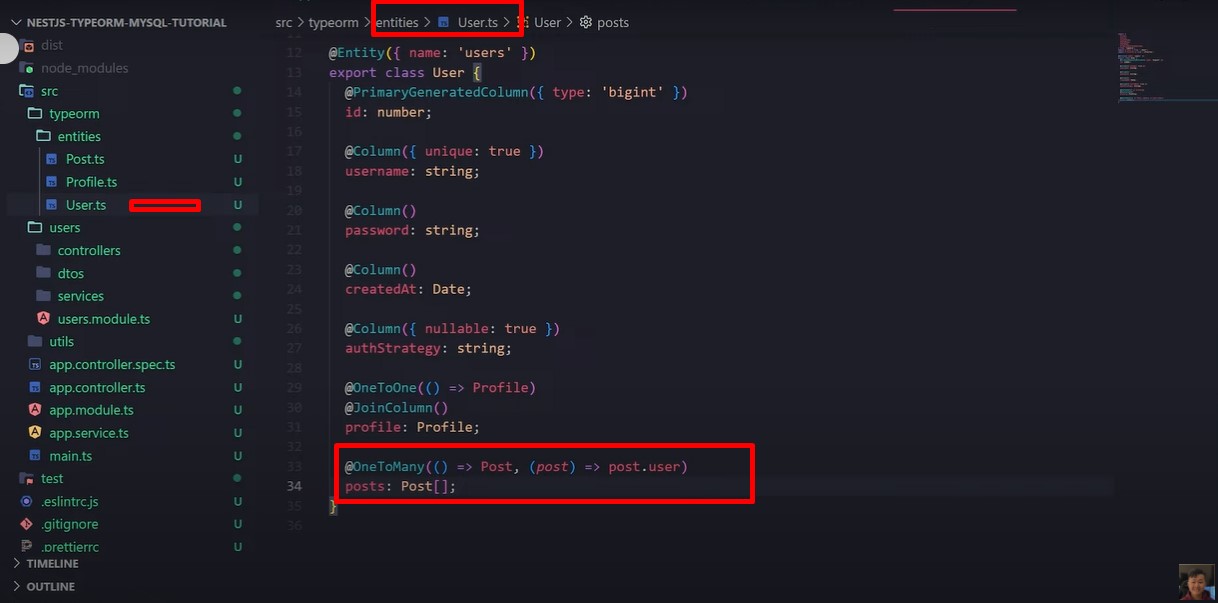 NESTJS-TYPEORM-MYSQL-TUTORIAL
dist
node_modules
src
typeorm
entities
Post.ts U
Profile.ts U
User.ts U
users
controllers
dtos
services
users.module.ts U
utils
app.controller.spec.ts U
app.controller.ts U
app.module.ts U
app.service.ts U
main.ts U
test
.eslintrc.js U
.gitignore U
.prettierrc U
TIMELINE
OUTLINE
src > typeorm > entities > User.ts > User > posts
12 @Entity({ name: 'users' })
13 export class User {
14 @PrimaryGeneratedColumn({ type: 'bigint' })
15 id: number;
16
17 @Column({ unique: true })
18 username: string;
19
20 @Column()
21 password: string;
22
23 @Column()
24 createdAt: Date;
25
26 @Column({ nullable: true })
27 authStrategy: string;
28
29 @OneToOne(() => Profile)
30 @JoinColumn()
31 profile: Profile;
32
33 @OneToMany(() => Post, (post) => post.user)
34 posts: Post[];
35 }
36